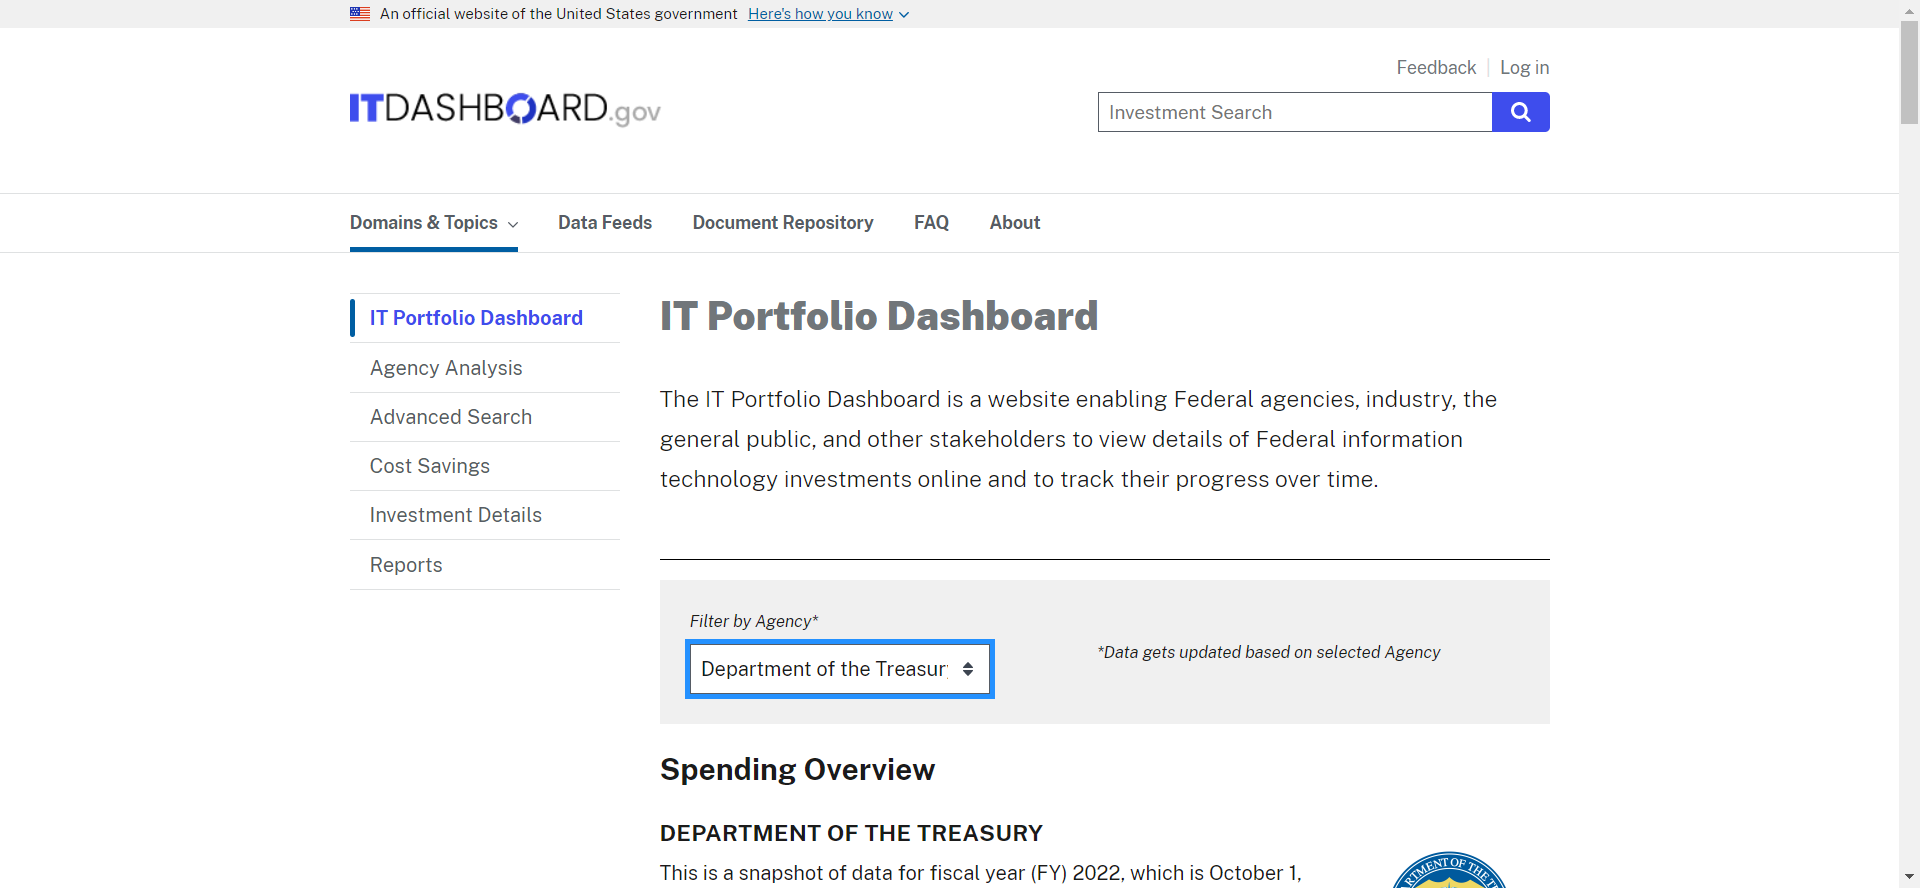 An official website of the United States government Here's how you know
Feedback Log in
ITDASHBOARD.gov
Investment Search
Domains & Topics Data Feeds Document Repository FAQ About
IT Portfolio Dashboard
Agency Analysis
Advanced Search
Cost Savings
Investment Details
Reports
IT Portfolio Dashboard
The IT Portfolio Dashboard is a website enabling Federal agencies, industry, the
general public, and other stakeholders to view details of Federal information
technology investments online and to track their progress over time.
Filter by Agency*
Department of the Treasur
*Data gets updated based on selected Agency
Spending Overview
DEPARTMENT OF THE TREASURY
This is a snapshot of data for fiscal year (FY) 2022, which is October 1,